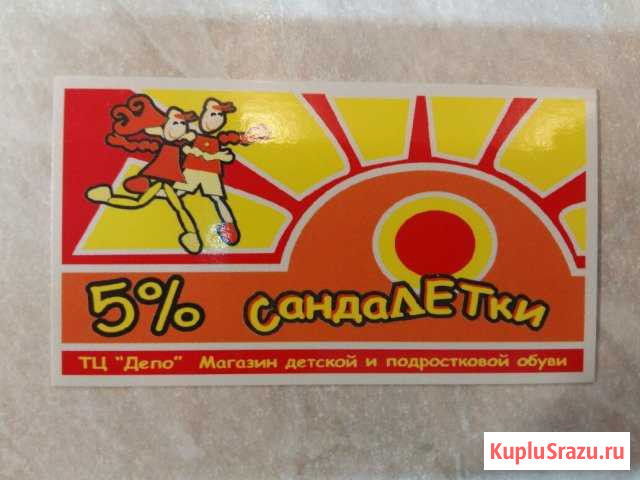 5% СандаЛЕТки
ТЦ "Депо" Магазин детской и подростковой обуви
KupluSrazu.ru